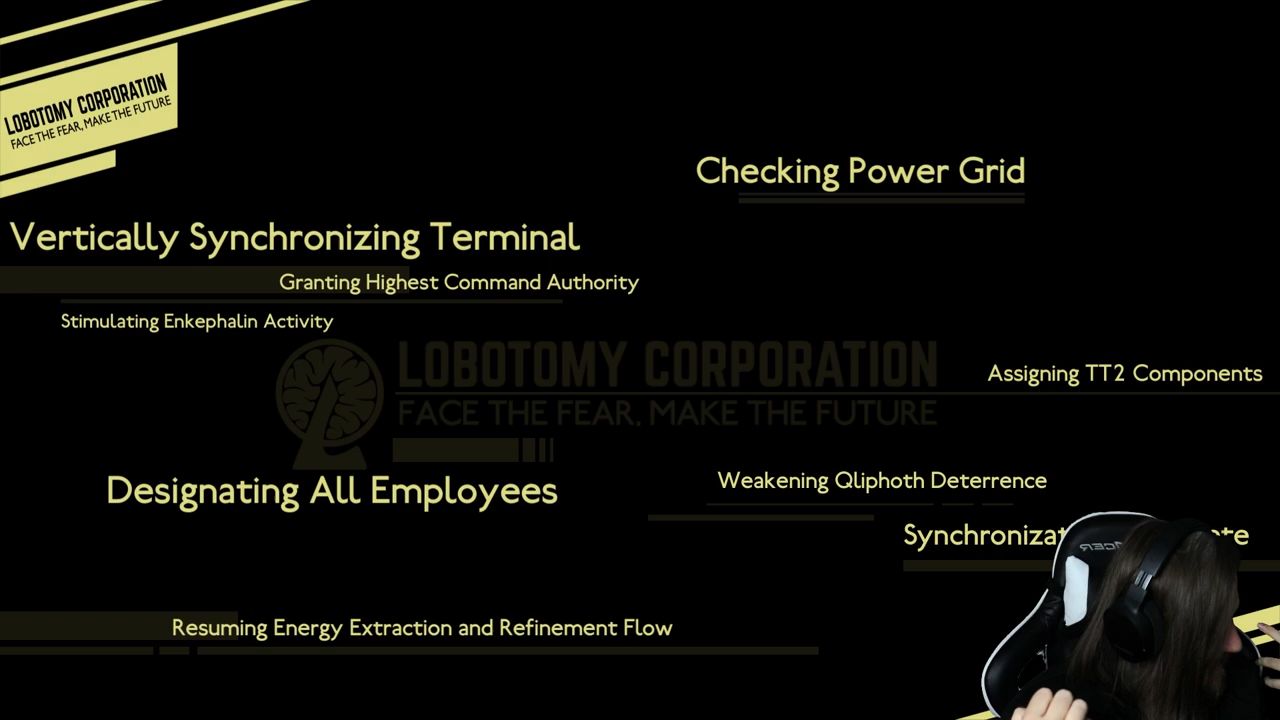 LOBOTOMY CORPORATION
FACE THE FEAR, MAKE THE FUTURE
Checking Power Grid
Vertically Synchronizing Terminal
Granting Highest Command Authority
Stimulating Enkephalin Activity
LOBOTOMY CORPORATION
FACE THE FEAR, MAKE THE FUTURE
Assigning TT2 Components
Weakening Qliphoth Deterrence
Designating All Employees
Resuming Energy Extraction and Refinement Flow